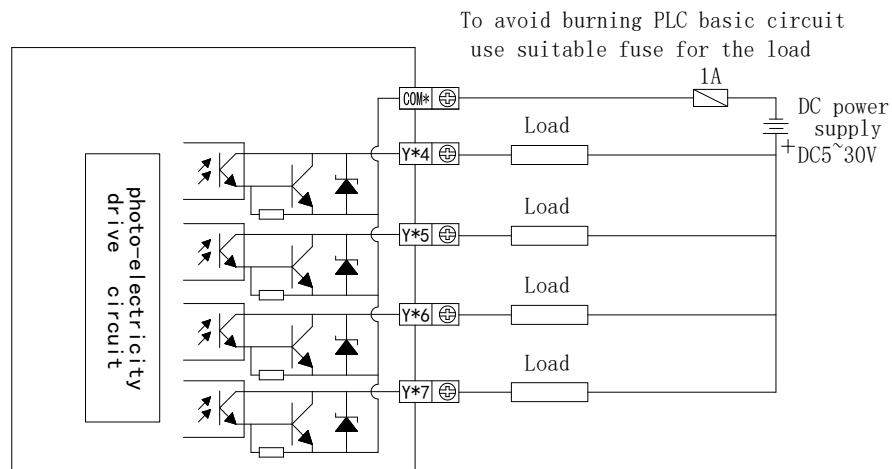 To avoid burning PLC basic circuit
use suitable fuse for the load
1A
COM*
DC power
supply
+DC5~30V
Load
Y*4
Load
Y*5
Load
Y*6
Load
Y*7
photo-electricity
drive circuit